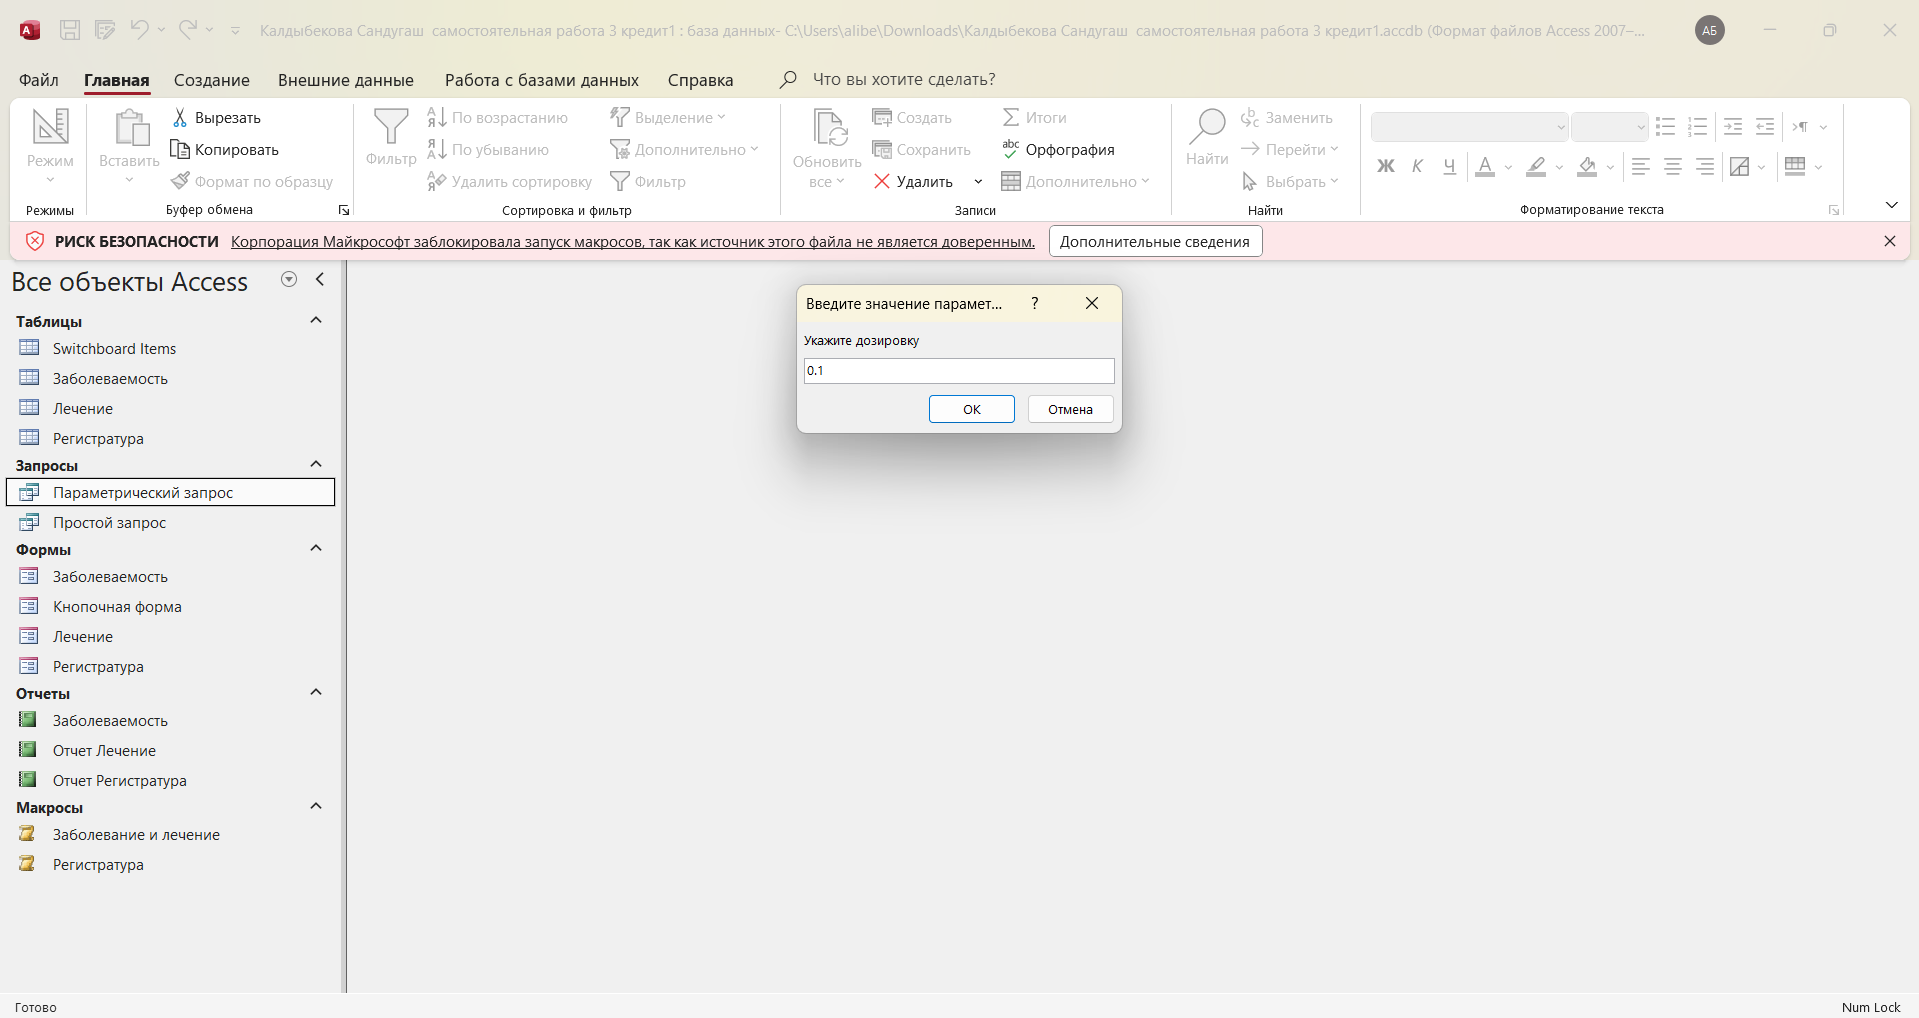 Калдыбекова Сандугаш самостоятельная работа 3 кредит1 : база данных- C:\Users\alibe\Downloads\Калдыбекова Сандугаш самостоятельная работа 3 кредит1.accdb (Формат файлов Access 2007–...
АБ
Файл Главная Создание Внешние данные Работа с базами данных Справка Что вы хотите сделать?
Режим
Режимы
Вставить
Вырезать
Копировать
Формат по образцу
Буфер обмена
Фильтр
По возрастанию
По убыванию
Удалить сортировку
Выделение
Дополнительно
Фильтр
Сортировка и фильтр
Обновить
все
Создать
Сохранить
Удалить
Итоги
Орфография
Дополнительно
Записи
Найти
Заменить
Перейти
Выбрать
Найти
Ж К Ч
Форматирование текста
РИСК БЕЗОПАСНОСТИ Корпорация Майкрософт заблокировала запуск макросов, так как источник этого файла не является доверенным. Дополнительные сведения
Все объекты Access
Таблицы
Switchboard Items
Заболеваемость
Лечение
Регистратура
Запросы
Параметрический запрос
Простой запрос
Формы
Заболеваемость
Кнопочная форма
Лечение
Регистратура
Отчеты
Заболеваемость
Отчет Лечение
Отчет Регистратура
Макросы
Заболевание и лечение
Регистратура
Введите значение парамет... ?
Укажите дозировку
0.1
ОК Отмена
Готово
Num Lock